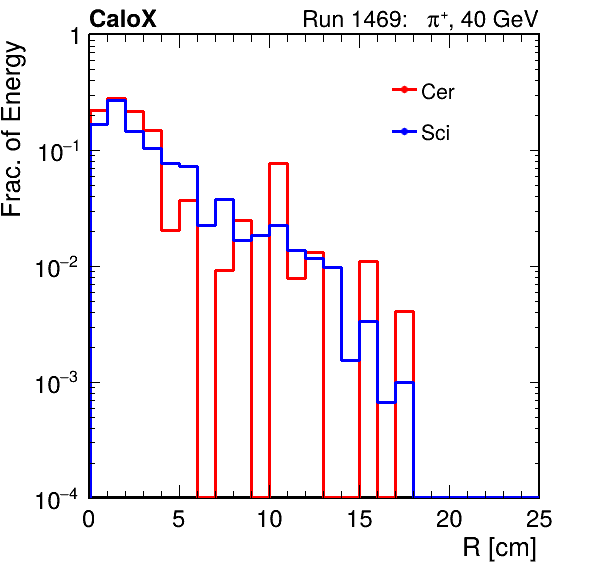 CaloX Run 1469: π⁺, 40 GeV
Frac. of Energy
1
10⁻¹
10⁻²
10⁻³
10⁻⁴
Cer
Sci
0 5 10 15 20 25
R [cm]